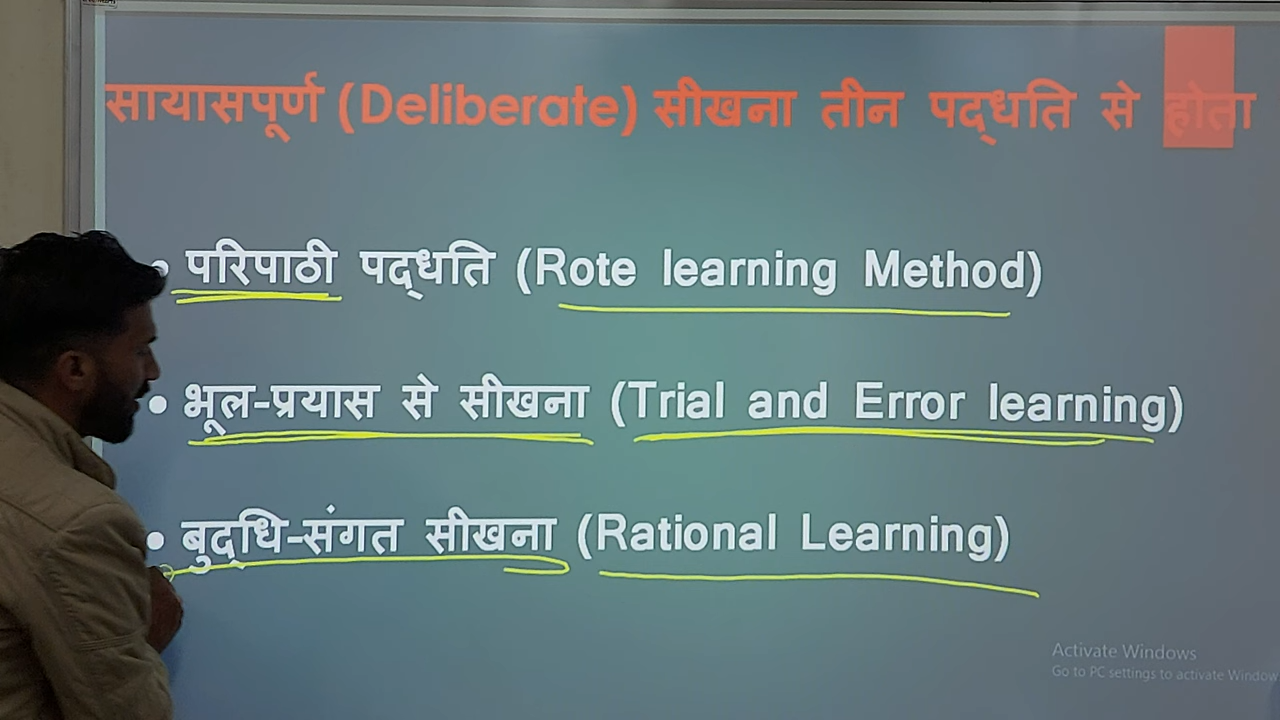 सायासपूर्ण (Deliberate) सीखना तीन पद्धति से होता
• परिपाठी पद्धति (Rote learning Method)
• भूल-प्रयास से सीखना (Trial and Error learning)
• बुद्धि-संगत सीखना (Rational Learning)
Activate Windows
Go to PC settings to activate Window